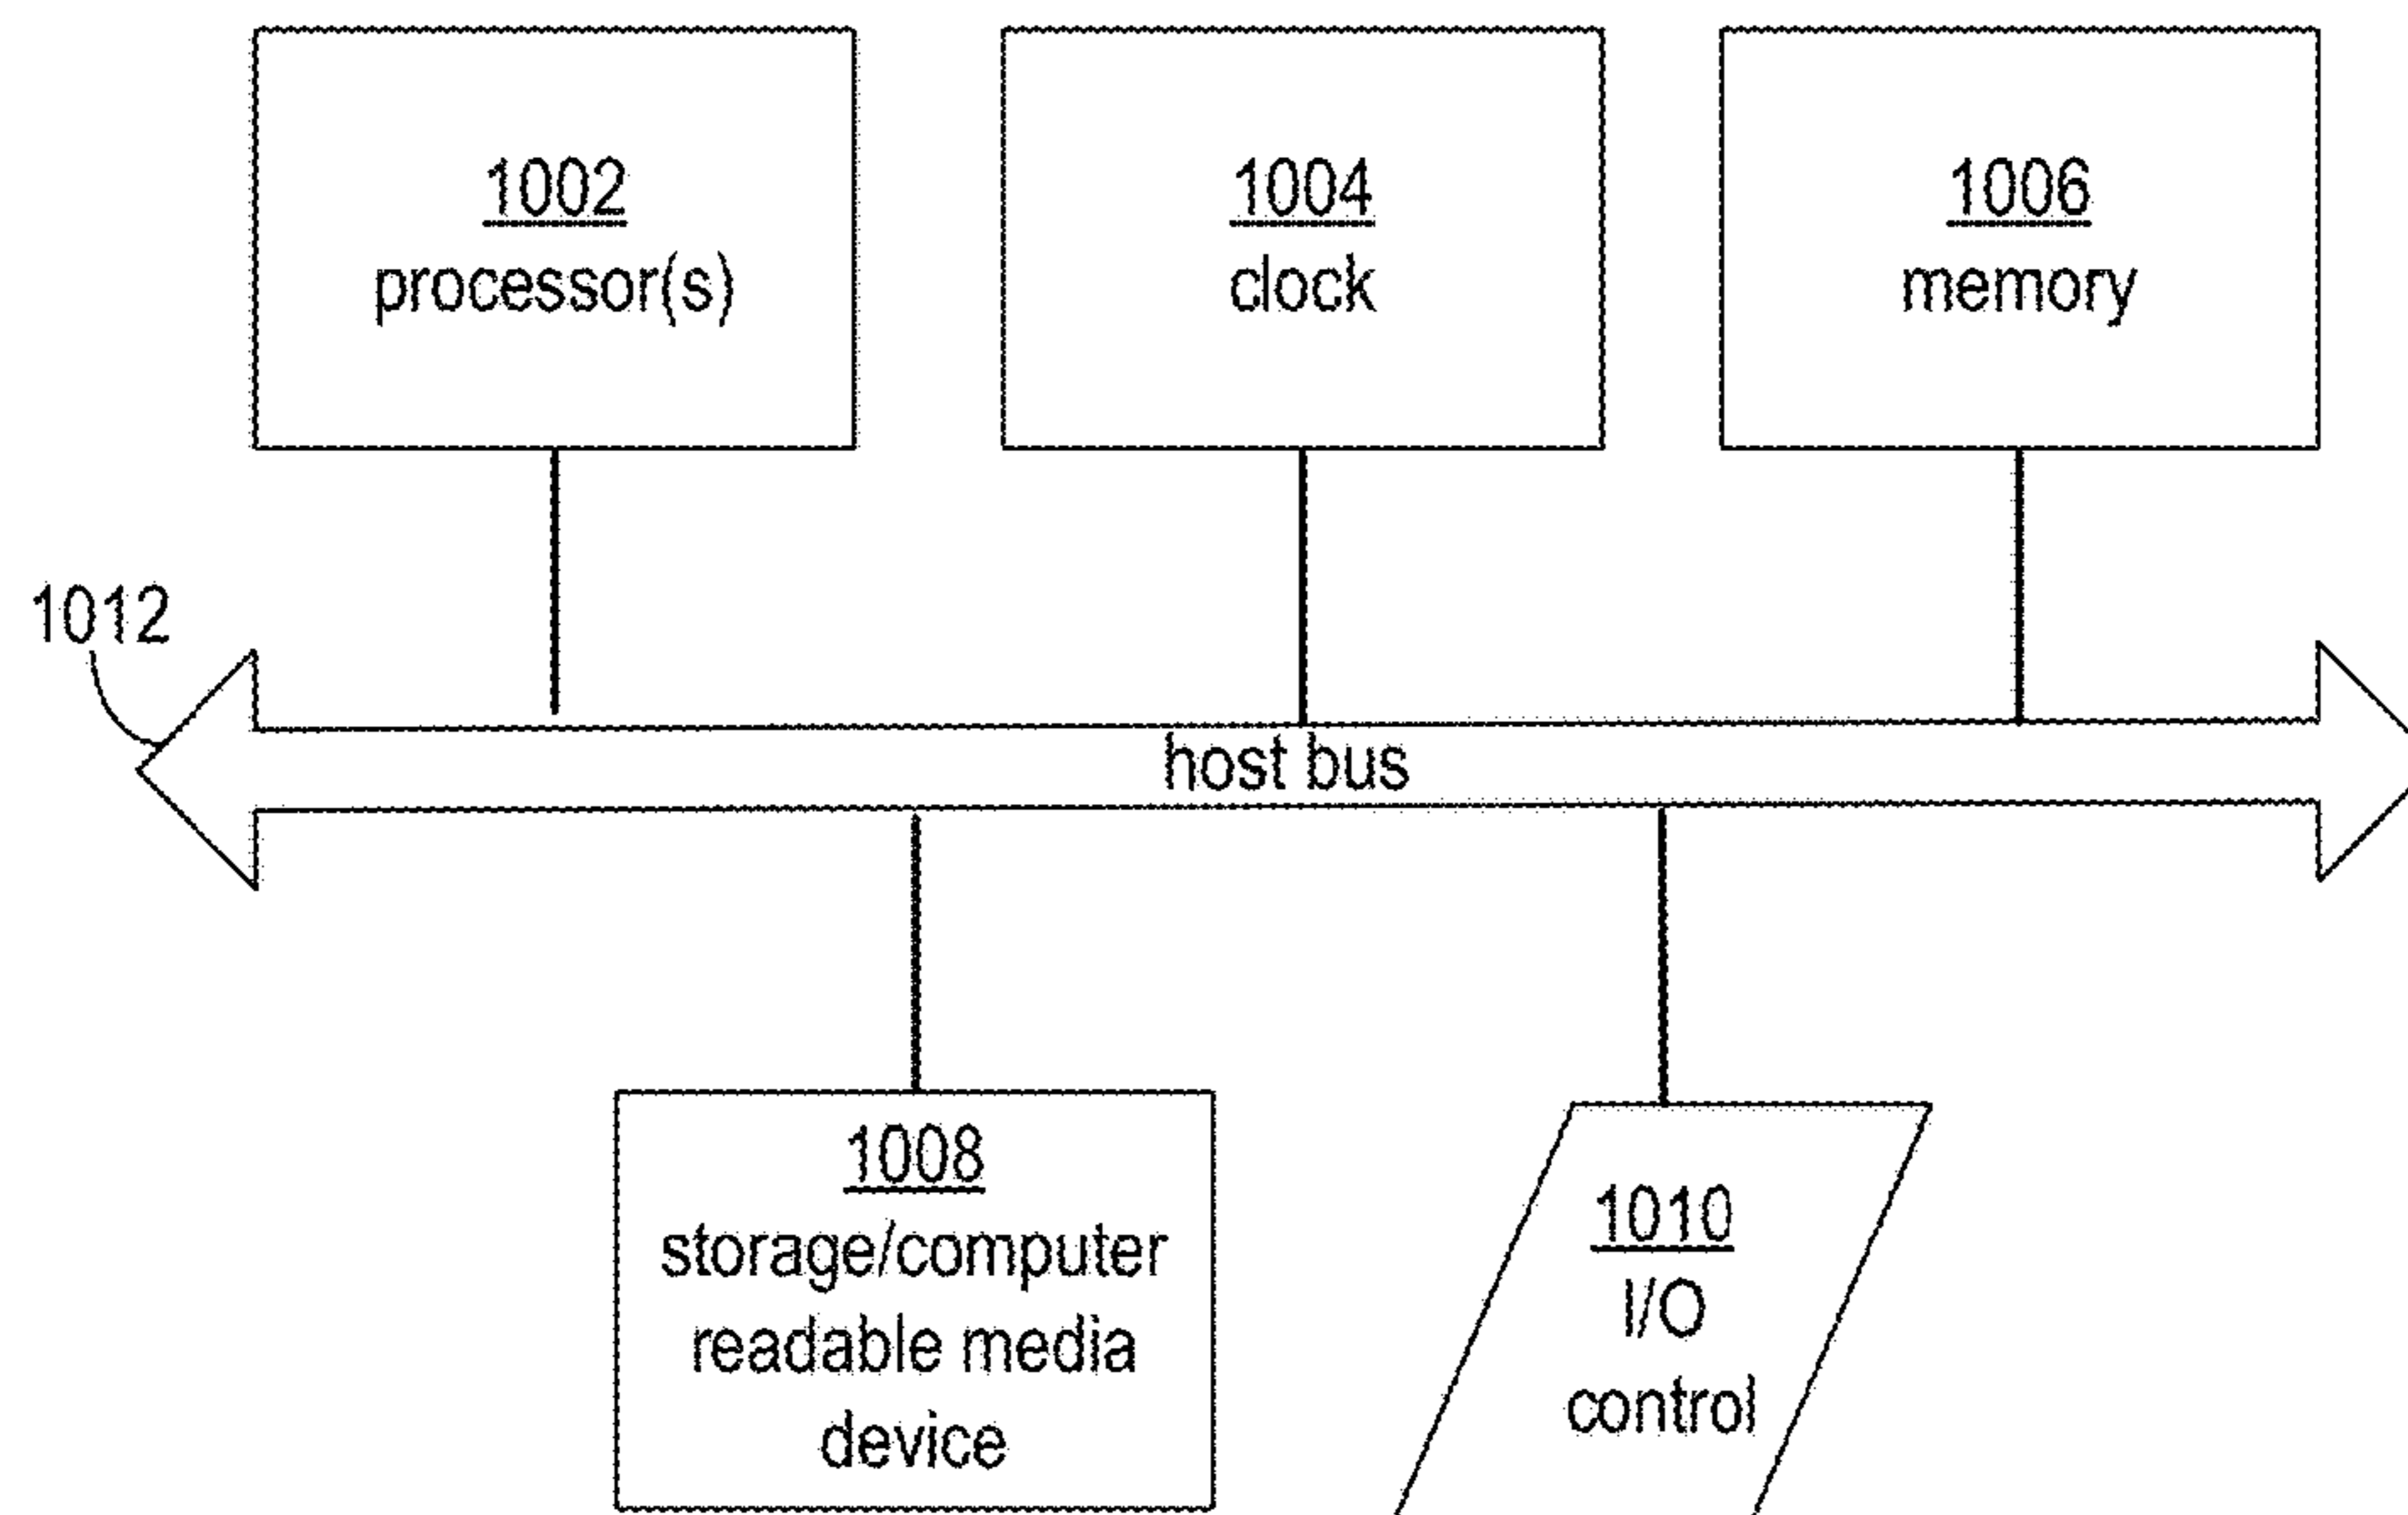 1002
processor(s)
1004
clock
1006
memory
1012
host bus
1008
storage/computer
readable media
device
1010
I/O
control